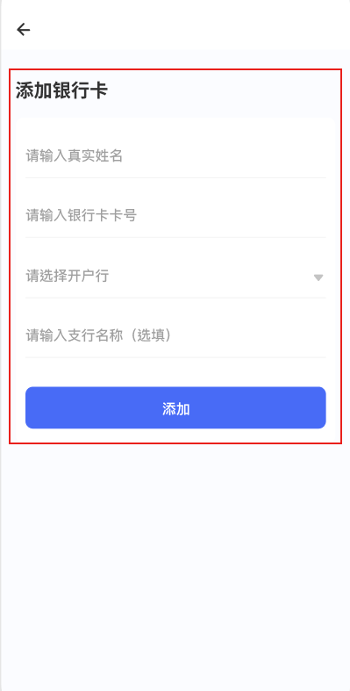 添加银行卡
请输入真实姓名
请输入银行卡卡号
请选择开户行
请输入支行名称（选填）
添加